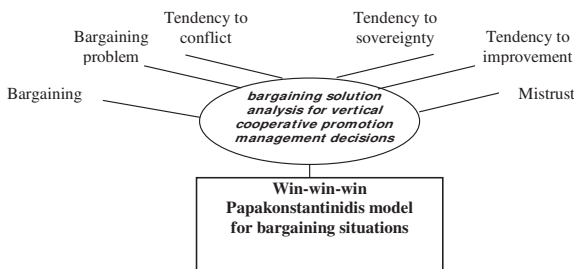 Tendency to
conflict
Tendency to
sovereignty
Bargaining
problem
Tendency to
improvement
Bargaining
Mistrust
bargaining solution
analysis for vertical
cooperative promotion
management decisions
Win-win-win
Papakonstantinidis model
for bargaining situations